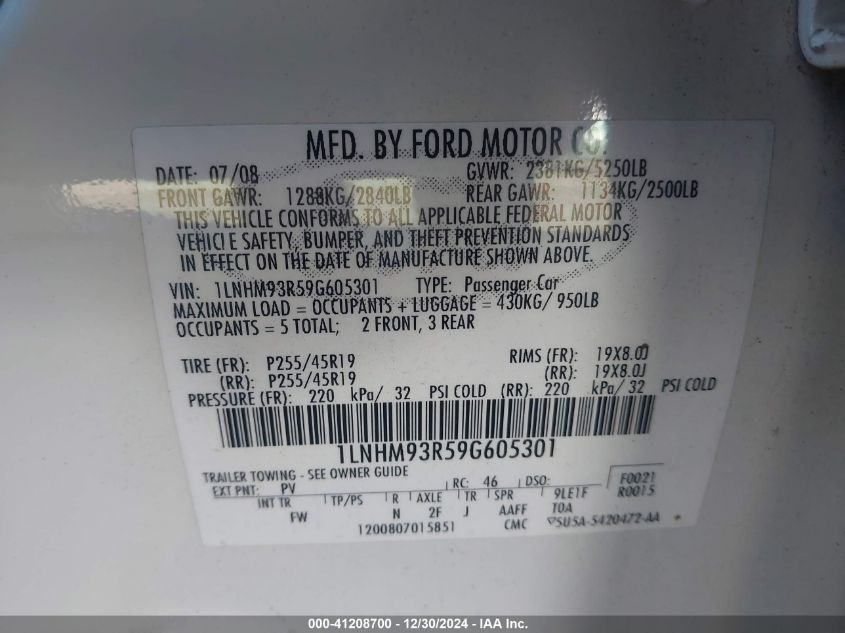 MFD. BY FORD MOTOR CO.
DATE: 07/08 GVWR: 2381KG/5250LB
FRONT GAWR: 1288KG/2840LB REAR GAWR: 1134KG/2500LB
THIS VEHICLE CONFORMS TO ALL APPLICABLE FEDERAL MOTOR
VEHICLE SAFETY, BUMPER, AND THEFT PREVENTION STANDARDS
IN EFFECT ON THE DATE OF MANUFACTURE SHOWN ABOVE.
VIN: 1LNHM93R59G605301 TYPE: Passenger Car
MAXIMUM LOAD = OCCUPANTS + LUGGAGE = 430KG/ 950LB
OCCUPANTS = 5 TOTAL; 2 FRONT, 3 REAR
TIRE (FR): P255/45R19 RIMS (FR): 19X8.0J
(RR): P255/45R19 (RR): 19X8.0J
PRESSURE (FR): 220 kPa/ 32 PSI COLD (RR): 220 kPa/ 32 PSI COLD
1LNHM93R59G605301
TRAILER TOWING - SEE OWNER GUIDE
EXT PNT: PV RC: 46 DSO: F0021
INT TR TP/PS R AXLE TR SPR 9LE1F R0015
FW N 2F J AAFF TOA
1200807015851 CMC 5U5A-5420472-AA
000-41208700 - 12/30/2024 - IAA Inc.